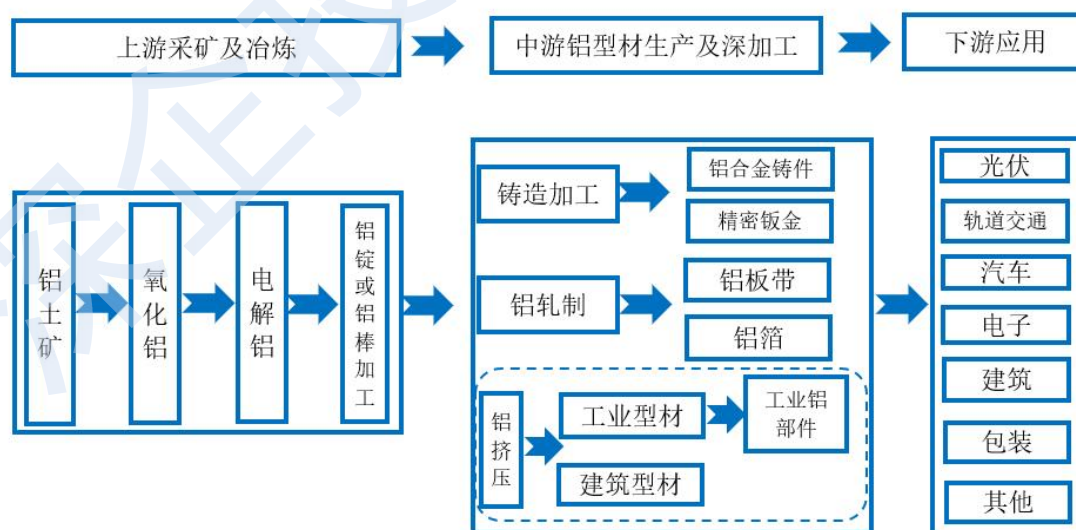 上游采矿及冶炼
中游铝型材生产及深加工
下游应用
铝土矿
氧化铝
电解铝
铝锭或铝棒加工
铸造加工
铝合金铸件
精密钣金
铝轧制
铝板带
铝箔
铝挤压
工业型材
工业铝
部件
建筑型材
光伏
轨道交通
汽车
电子
建筑
包装
其他
深企投